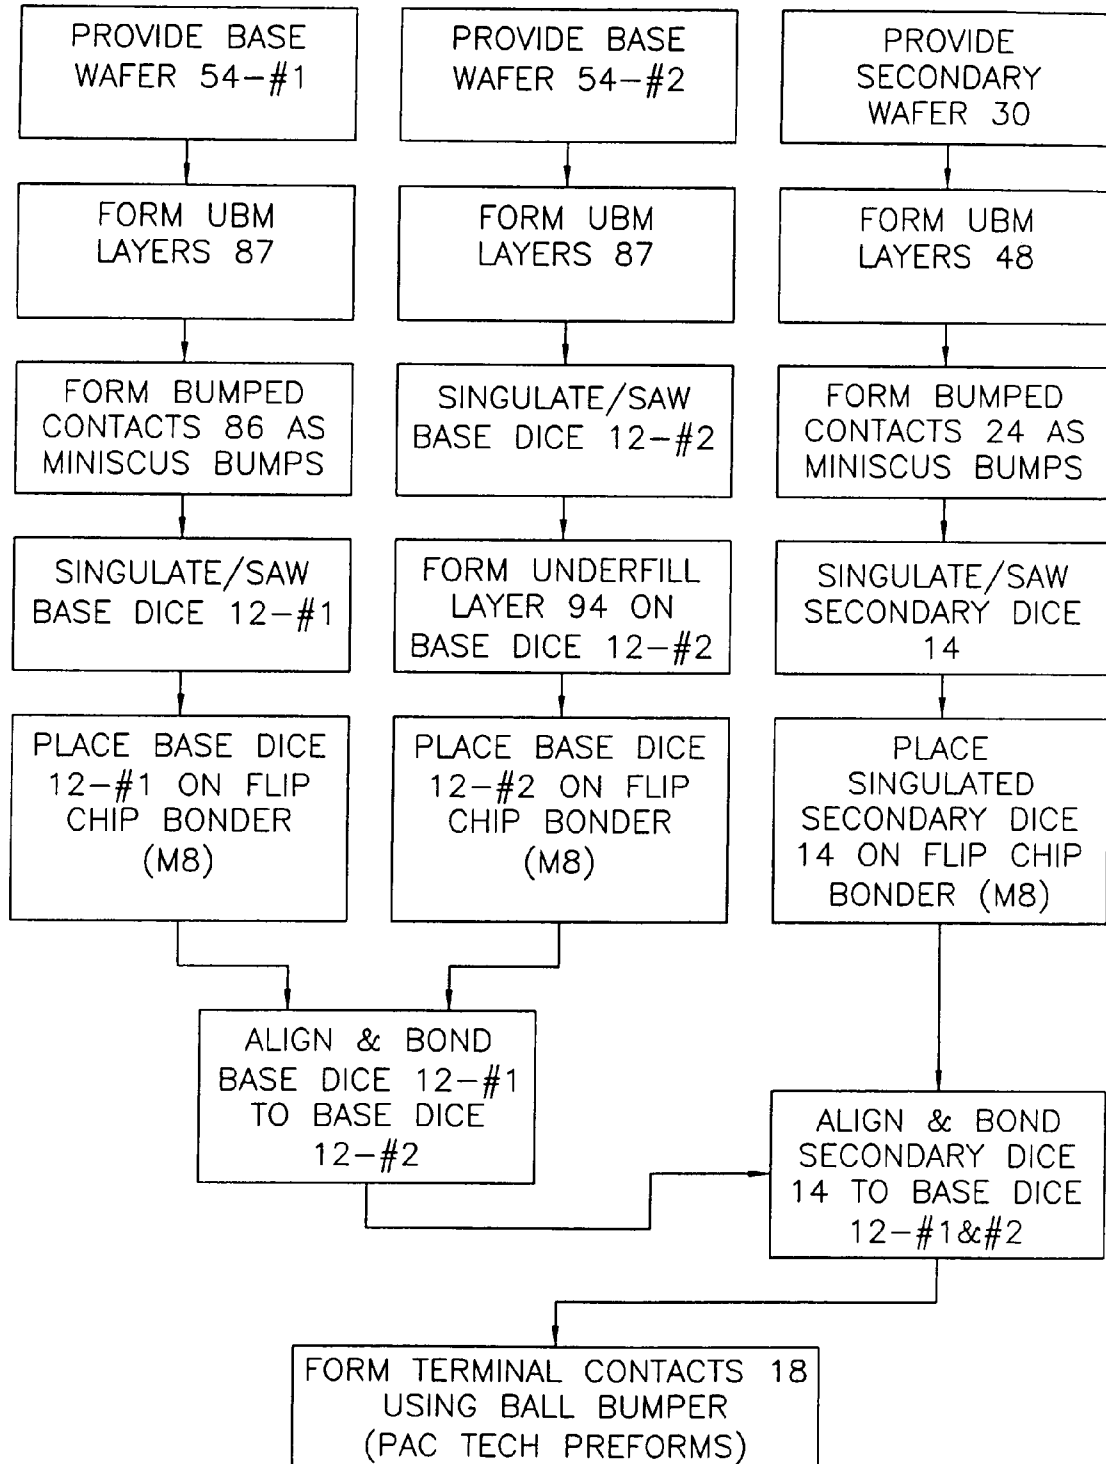 PROVIDE BASE
WAFER 54-#1
FORM UBM
LAYERS 87
FORM BUMPED
CONTACTS 86 AS
MINISCUS BUMPS
SINGULATE/SAW
BASE DICE 12-#1
PLACE BASE DICE
12-#1 ON FLIP
CHIP BONDER
(M8)
PROVIDE BASE
WAFER 54-#2
FORM UBM
LAYERS 87
SINGULATE/SAW
BASE DICE 12-#2
FORM UNDERFILL
LAYER 94 ON
BASE DICE 12-#2
PLACE BASE DICE
12-#2 ON FLIP
CHIP BONDER
(M8)
PROVIDE
SECONDARY
WAFER 30
FORM UBM
LAYERS 48
FORM BUMPED
CONTACTS 24 AS
MINISCUS BUMPS
SINGULATE/SAW
SECONDARY DICE
14
PLACE
SINGULATED
SECONDARY DICE
14 ON FLIP CHIP
BONDER (M8)
ALIGN & BOND
BASE DICE 12-#1
TO BASE DICE
12-#2
ALIGN & BOND
SECONDARY DICE
14 TO BASE DICE
12-#1&#2
FORM TERMINAL CONTACTS 18
USING BALL BUMPER
(PAC TECH PREFORMS)